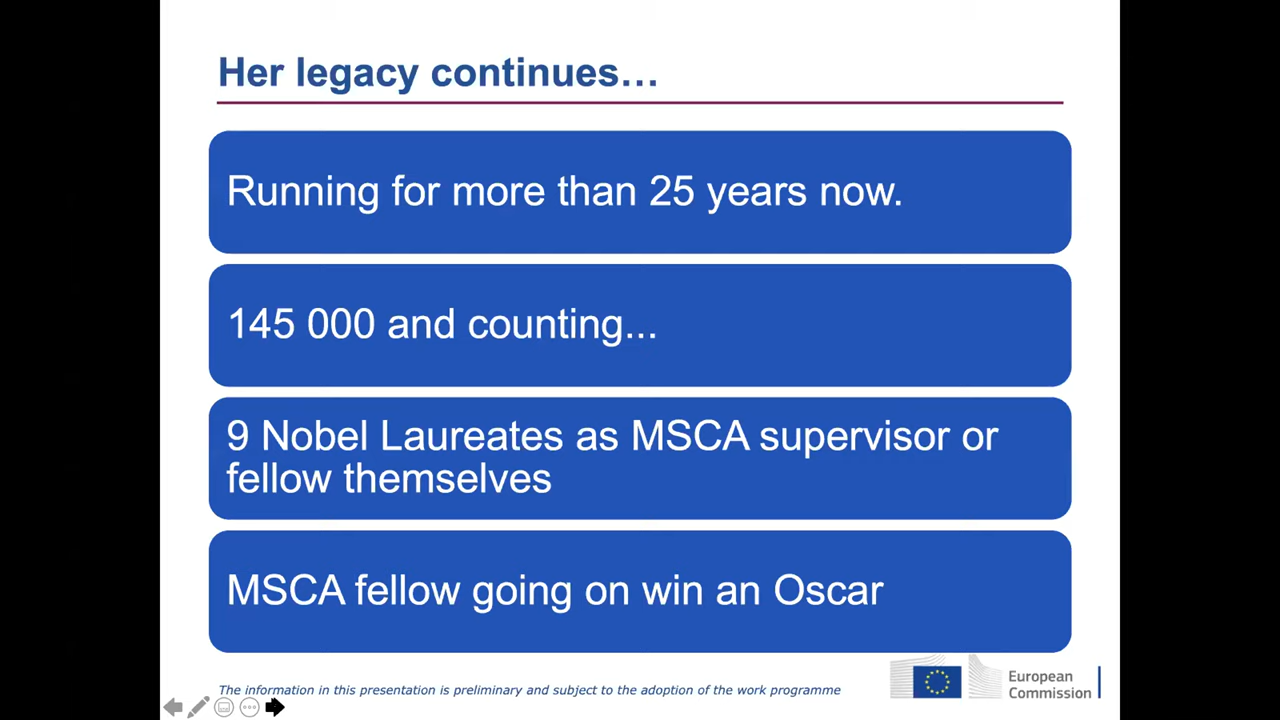 Her legacy continues…
Running for more than 25 years now.
145 000 and counting...
9 Nobel Laureates as MSCA supervisor or
fellow themselves
MSCA fellow going on win an Oscar
The information in this presentation is preliminary and subject to the adoption of the work programme
European
Commission